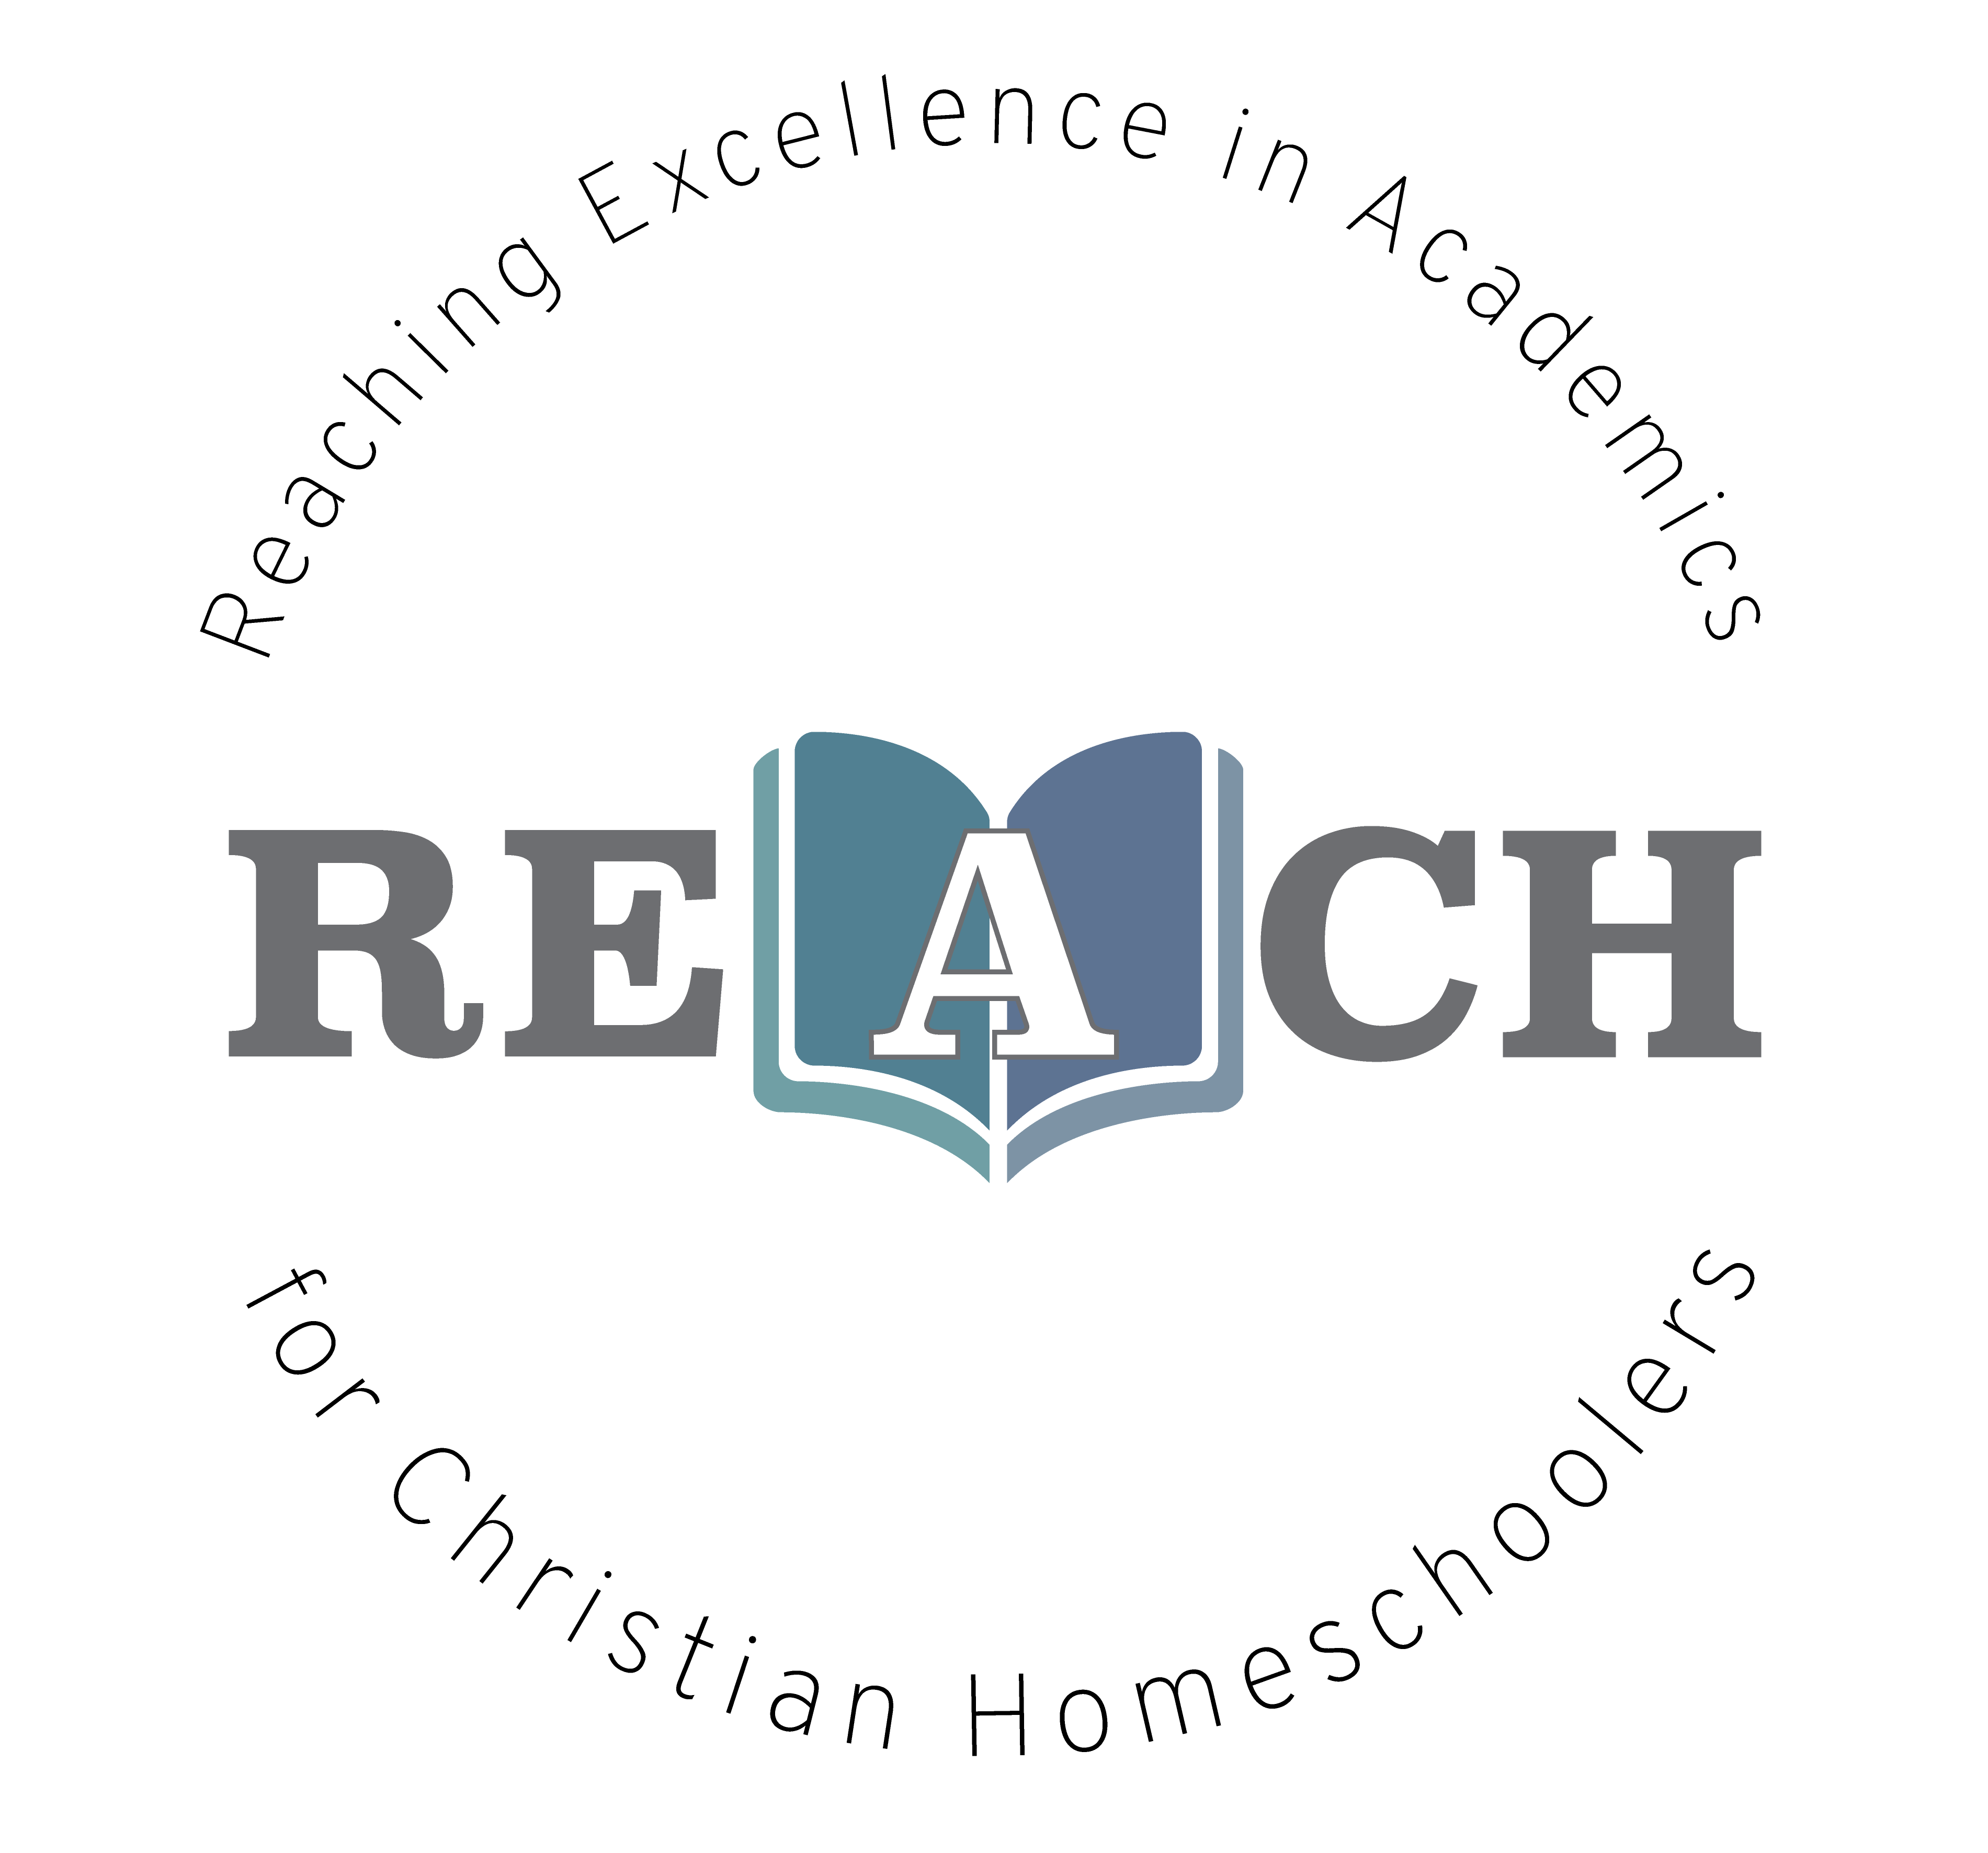 Reaching Excellence in Academics
REACH
for Christian Homeschoolers